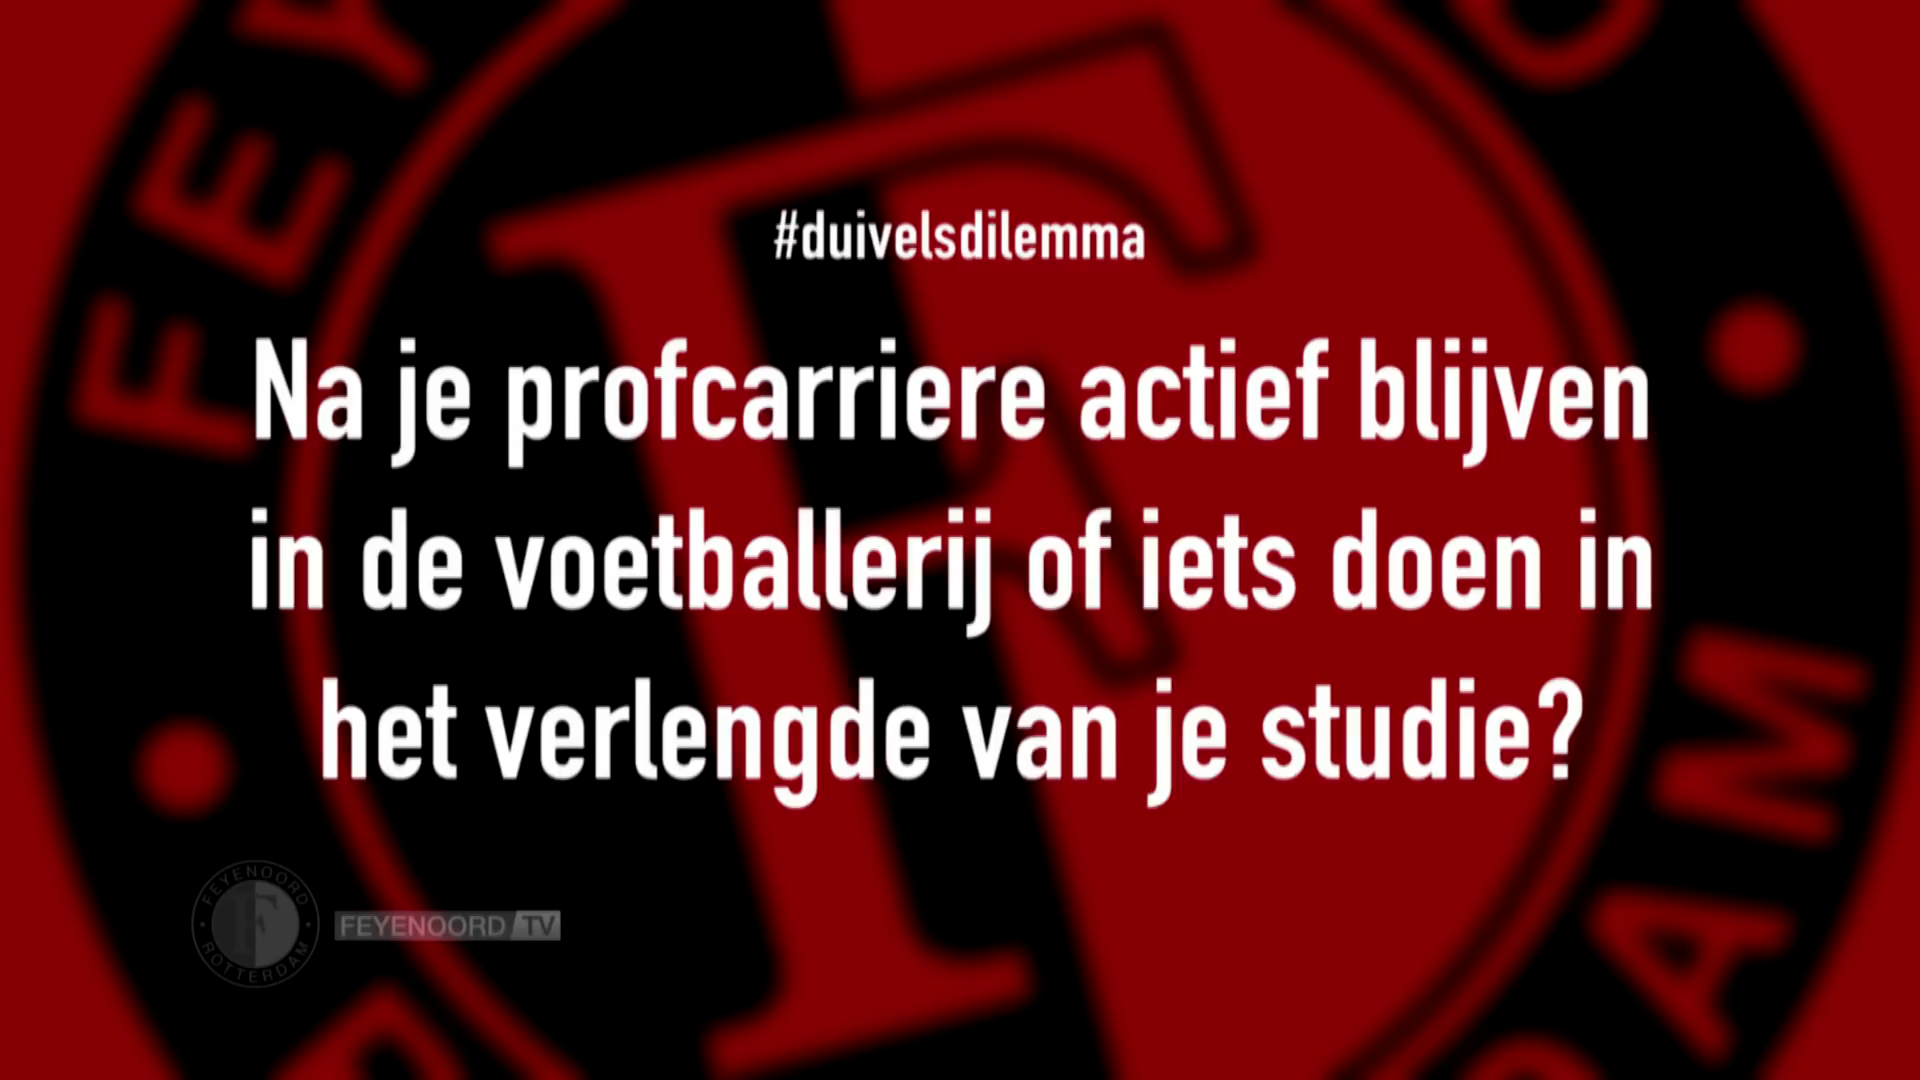 #duivelsdilemma
Na je profcarriere actief blijven
in de voetballerij of iets doen in
het verlengde van je studie?
FEYENOORD
ROTTERDAM
FEYENOORD TV